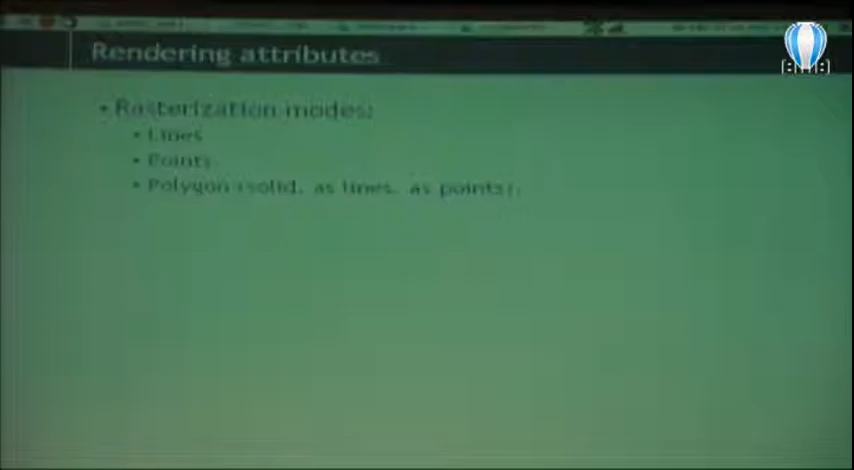 Rendering attributes
• Rasterization modes:
• Lines
• Points
• Polygon (solid, as lines, as points).